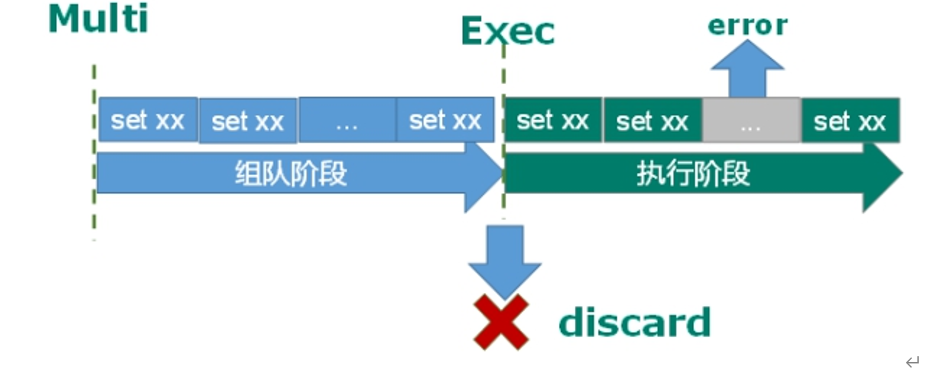 Multi
Exec
error
set xx set xx ... set xx set xx set xx ... set xx
组队阶段 执行阶段
discard
↵